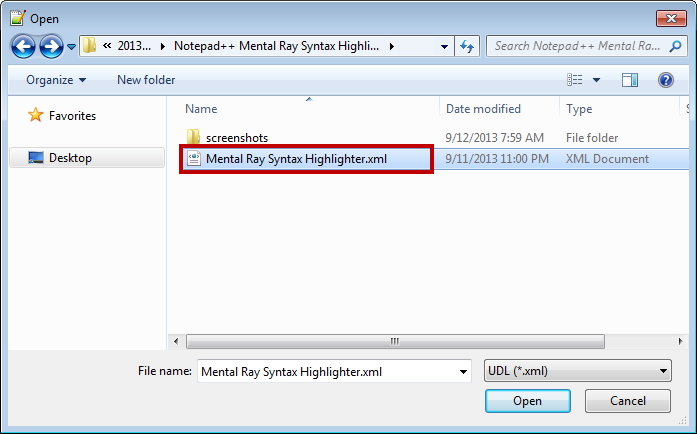 Open
2013... Notepad++ Mental Ray Syntax Highli... Search Notepad++ Mental Ra...
Organize New folder
Name Date modified Type S
Favorites
screenshots 9/12/2013 7:59 AM File folder
Desktop Mental Ray Syntax Highlighter.xml 9/11/2013 11:00 PM XML Document
File name: Mental Ray Syntax Highlighter.xml UDL (*.xml)
Open Cancel